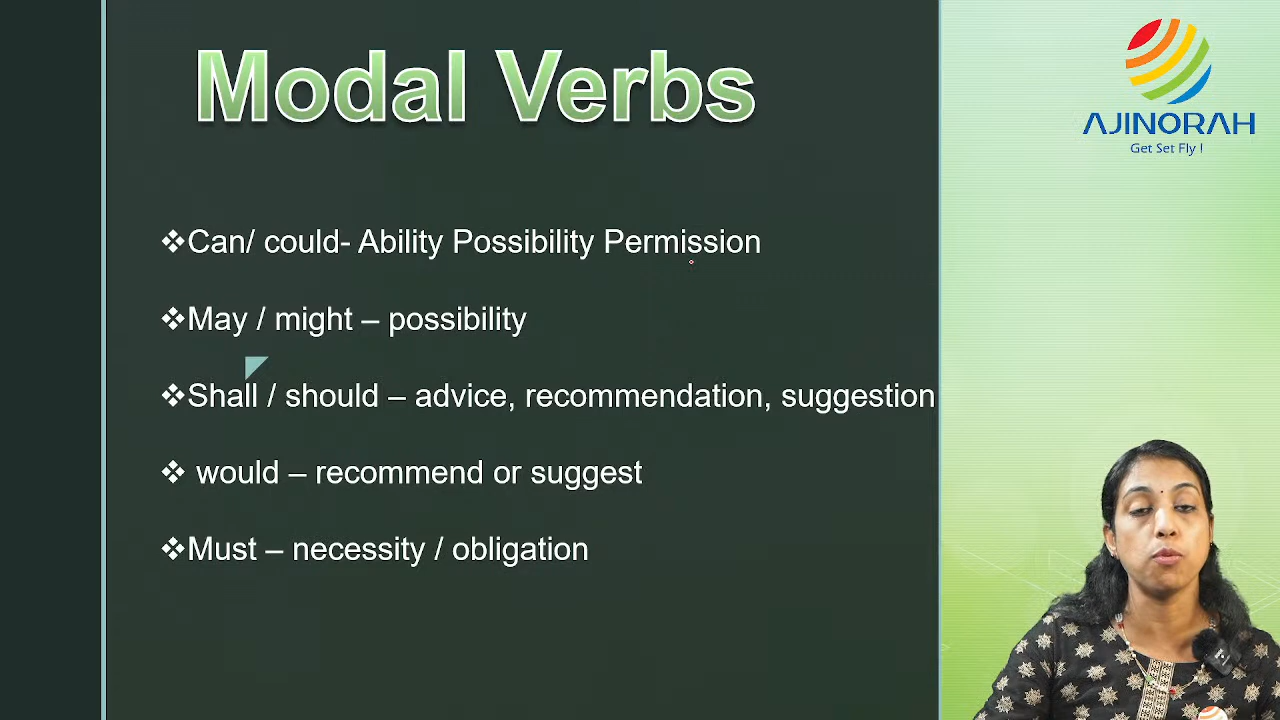 Modal Verbs
AJINORAH
Get Set Fly !
❖Can/ could- Ability Possibility Permission
❖May / might – possibility
❖Shall / should – advice, recommendation, suggestion
❖ would – recommend or suggest
❖Must – necessity / obligation